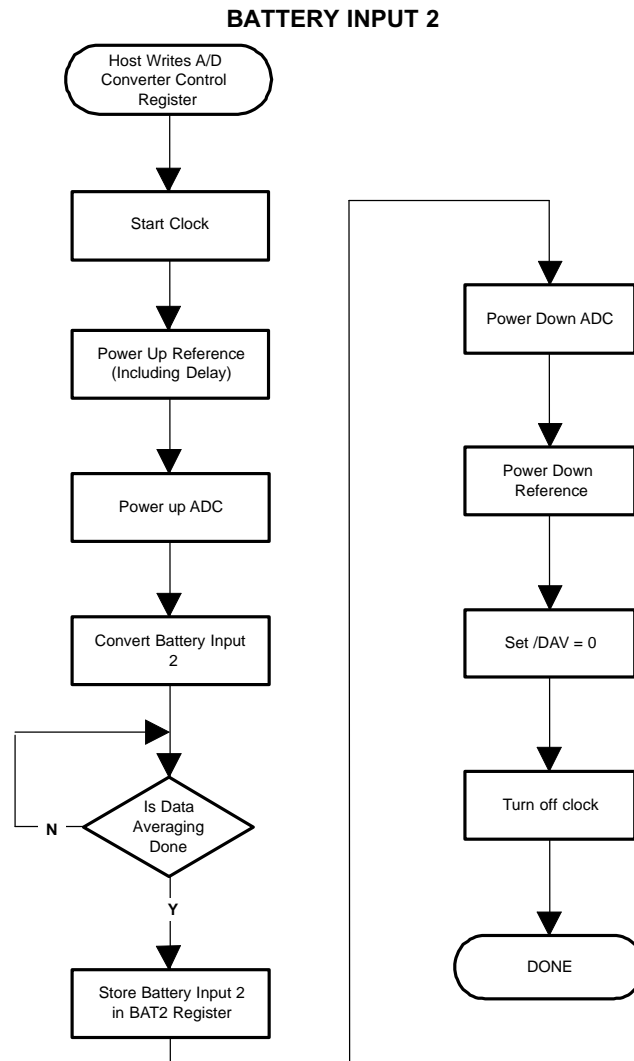 BATTERY INPUT 2
Host Writes A/D
Converter Control
Register
Start Clock
Power Up Reference
(Including Delay)
Power up ADC
Convert Battery Input
2
Is Data
Averaging
Done
N
Y
Store Battery Input 2
in BAT2 Register
Power Down ADC
Power Down
Reference
Set /DAV = 0
Turn off clock
DONE